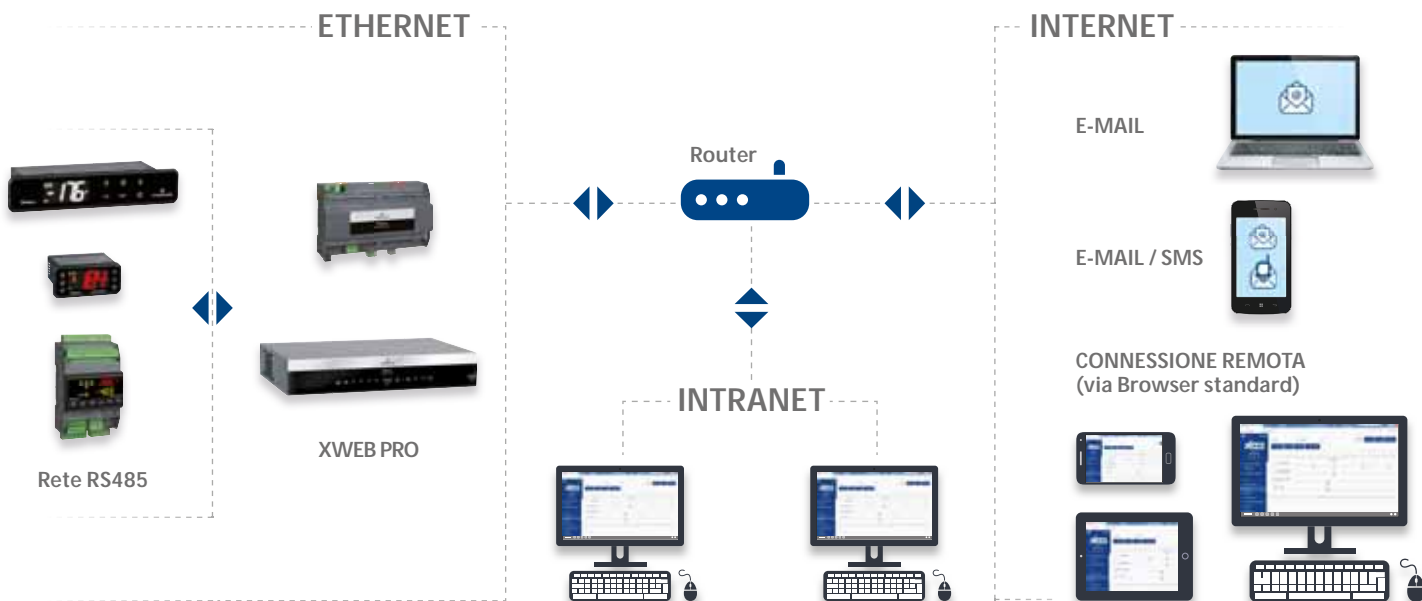 ETHERNET
INTERNET
E-MAIL
Router
E-MAIL / SMS
CONNESSIONE REMOTA
(via Browser standard)
INTRANET
XWEB PRO
Rete RS485